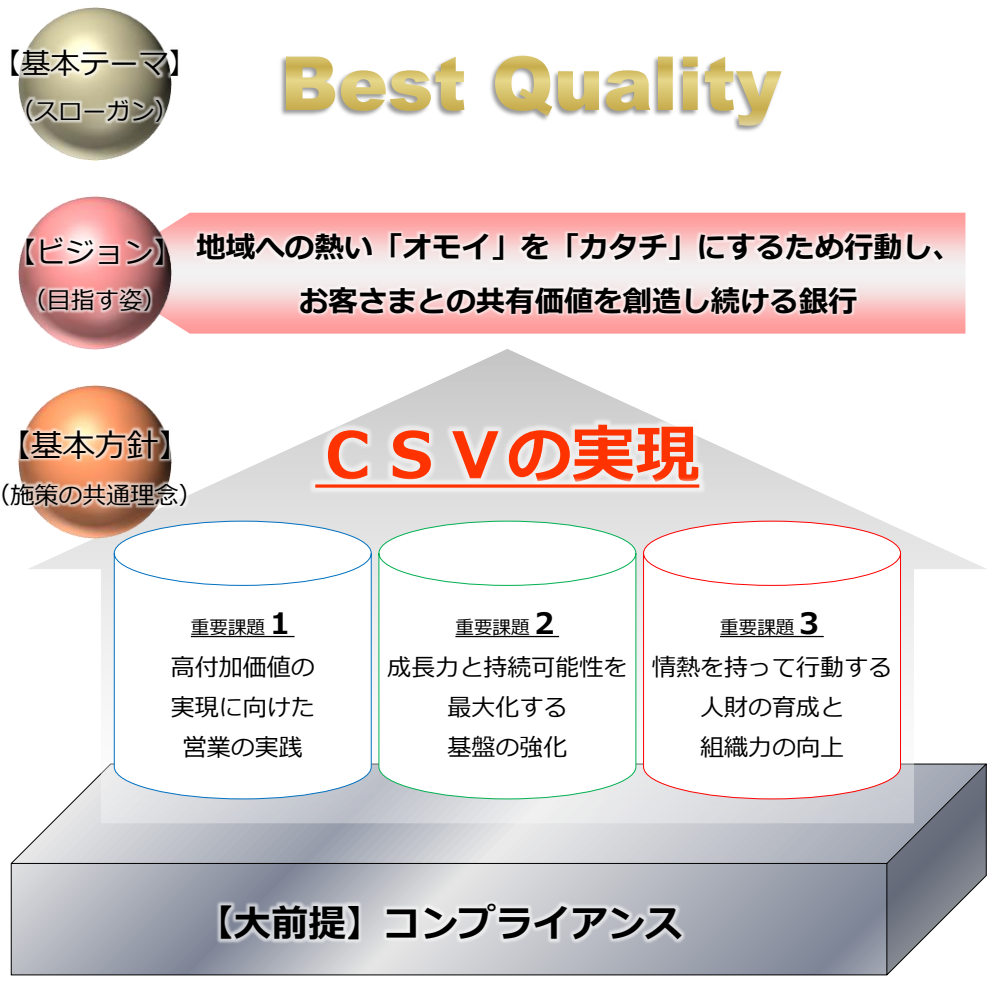 【基本テーマ】
（スローガン）
Best Quality
【ビジョン】
（目指す姿）
地域への熱い「オモイ」を「カタチ」にするため行動し、
お客さまとの共有価値を創造し続ける銀行
【基本方針】
（施策の共通理念）
ＣＳＶの実現
重要課題１
高付加価値の
実現に向けた
営業の実践
重要課題２
成長力と持続可能性を
最大化する
基盤の強化
重要課題３
情熱を持って行動する
人財の育成と
組織力の向上
【大前提】コンプライアンス